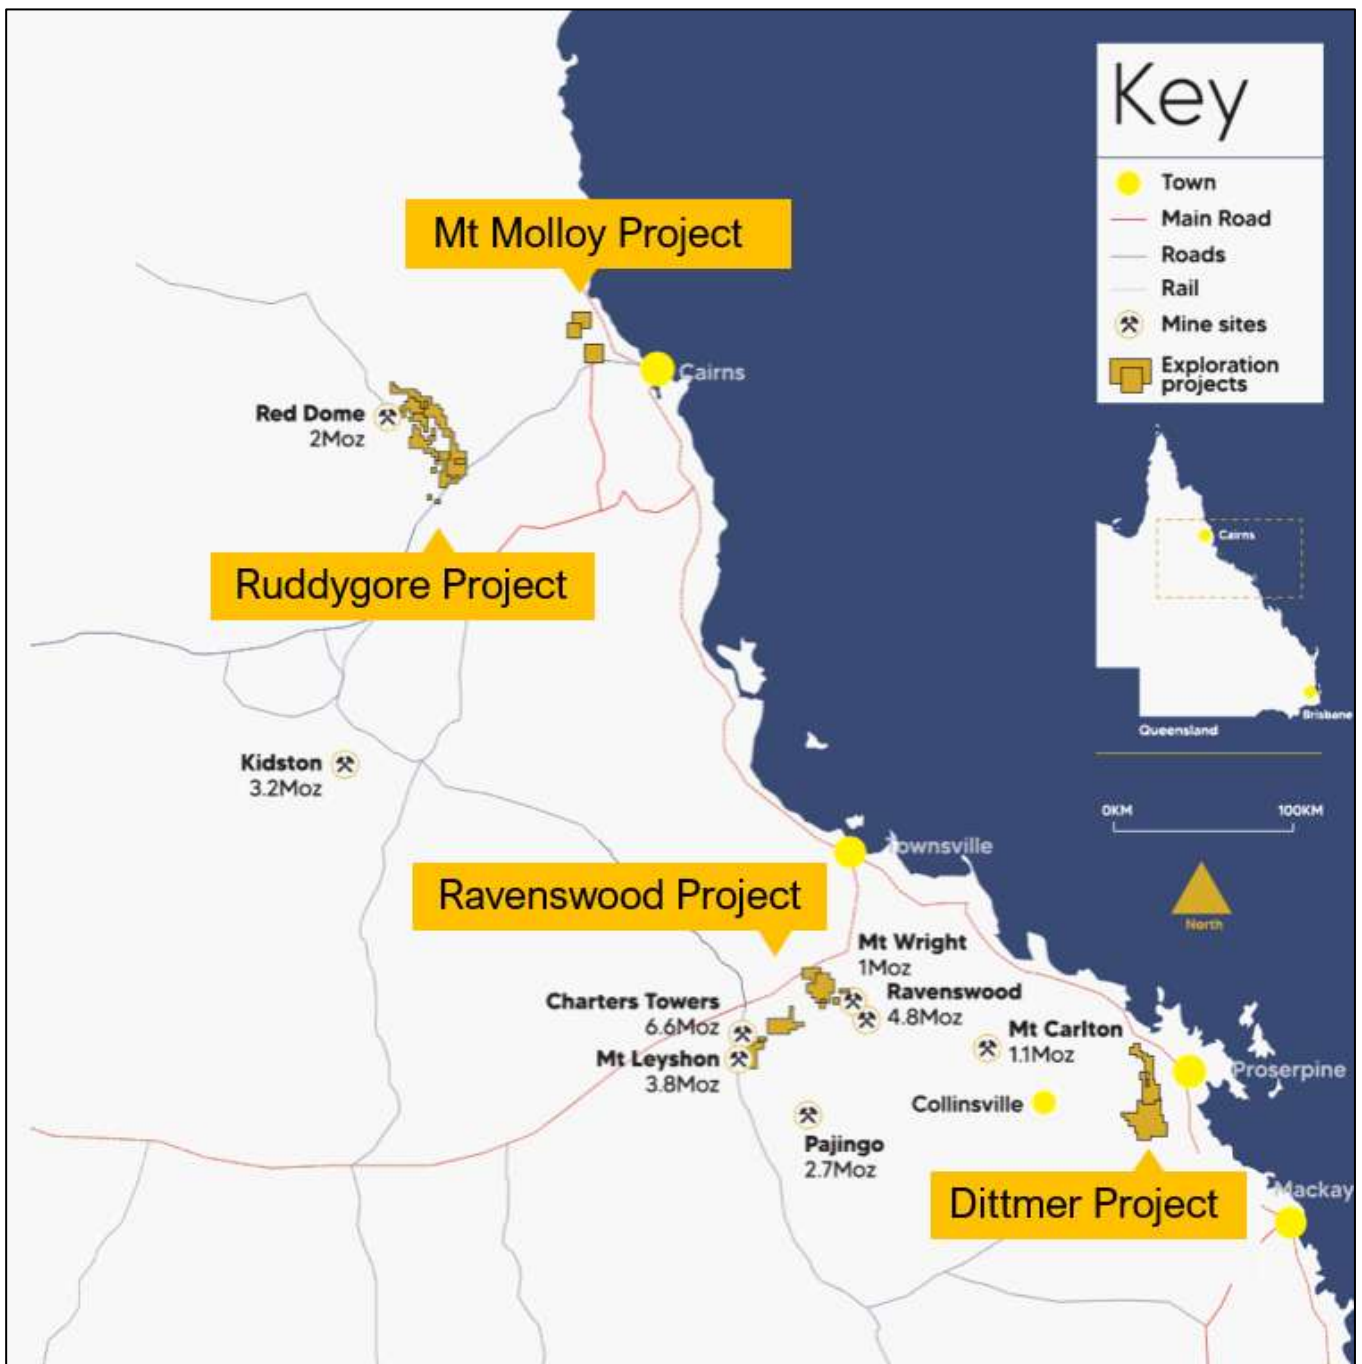 Key
Town
Main Road
Roads
Rail
Mine sites
Exploration
projects
Mt Molloy Project
Cairns
Red Dome
2Moz
Ruddygore Project
Cairns
Brisbane
Queensland
Kidston
3.2Moz
0KM
100KM
Townsville
North
Ravenswood Project
Mt Wright
1Moz
Ravenswood
4.8Moz
Charters Towers
6.6Moz
Mt Leyshon
3.8Moz
Mt Carlton
1.1Moz
Proserpine
Collinsville
Pajingo
2.7Moz
Dittmer Project
Mackay